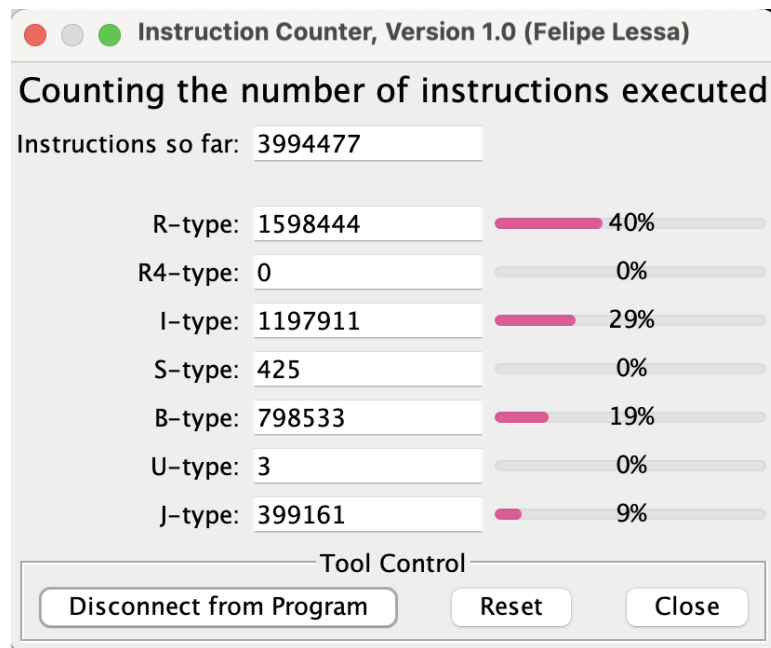 Instruction Counter, Version 1.0 (Felipe Lessa)
Counting the number of instructions executed
Instructions so far: 3994477
R-type: 1598444 40%
R4-type: 0 0%
I-type: 1197911 29%
S-type: 425 0%
B-type: 798533 19%
U-type: 3 0%
J-type: 399161 9%
Tool Control
Disconnect from Program Reset Close